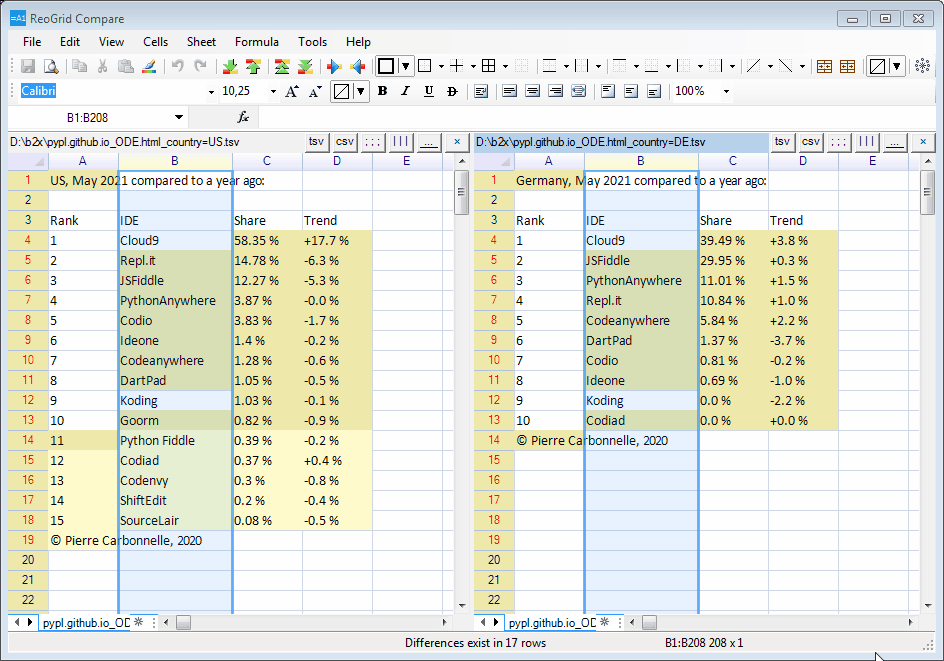 =A1 ReoGrid Compare
File Edit View Cells Sheet Formula Tools Help
Calibri 10,25 A A B I U D 100%
B1:B208 fx
D:\b2x\pypl.github.io_ODE.html_country=US.tsv tsv csv ;;; ||| ... × D:\b2x\pypl.github.io_ODE.html_country=DE.tsv tsv csv ;;; ||| ... ×
A B C D E A B C D E
1 US, May 2021 compared to a year ago: 1 Germany, May 2021 compared to a year ago:
2 2
3 Rank IDE Share Trend 3 Rank IDE Share Trend
4 1 Cloud9 58.35 % +17.7 % 4 1 Cloud9 39.49 % +3.8 %
5 2 Repl.it 14.78 % -6.3 % 5 2 JSFiddle 29.95 % +0.3 %
6 3 JSFiddle 12.27 % -5.3 % 6 3 PythonAnywhere 11.01 % +1.5 %
7 4 PythonAnywhere 3.87 % -0.0 % 7 4 Repl.it 10.84 % +1.0 %
8 5 Codio 3.83 % -1.7 % 8 5 Codeanywhere 5.84 % +2.2 %
9 6 Ideone 1.4 % -0.2 % 9 6 DartPad 1.37 % -3.7 %
10 7 Codeanywhere 1.28 % -0.6 % 10 7 Codio 0.81 % -0.2 %
11 8 DartPad 1.05 % -0.5 % 11 8 Ideone 0.69 % -1.0 %
12 9 Koding 1.03 % -0.1 % 12 9 Koding 0.0 % -2.2 %
13 10 Goorm 0.82 % -0.9 % 13 10 Codiad 0.0 % +0.0 %
14 11 Python Fiddle 0.39 % -0.2 % 14 © Pierre Carbonnelle, 2020
15 12 Codiad 0.37 % +0.4 % 15
16 13 Codenvy 0.3 % -0.8 % 16
17 14 ShiftEdit 0.2 % -0.4 % 17
18 15 SourceLair 0.08 % -0.5 % 18
19 © Pierre Carbonnelle, 2020 19
20 20
21 21
22 22
pypl.github.io_OD pypl.github.io_OD
Differences exist in 17 rows B1:B208 208 x 1